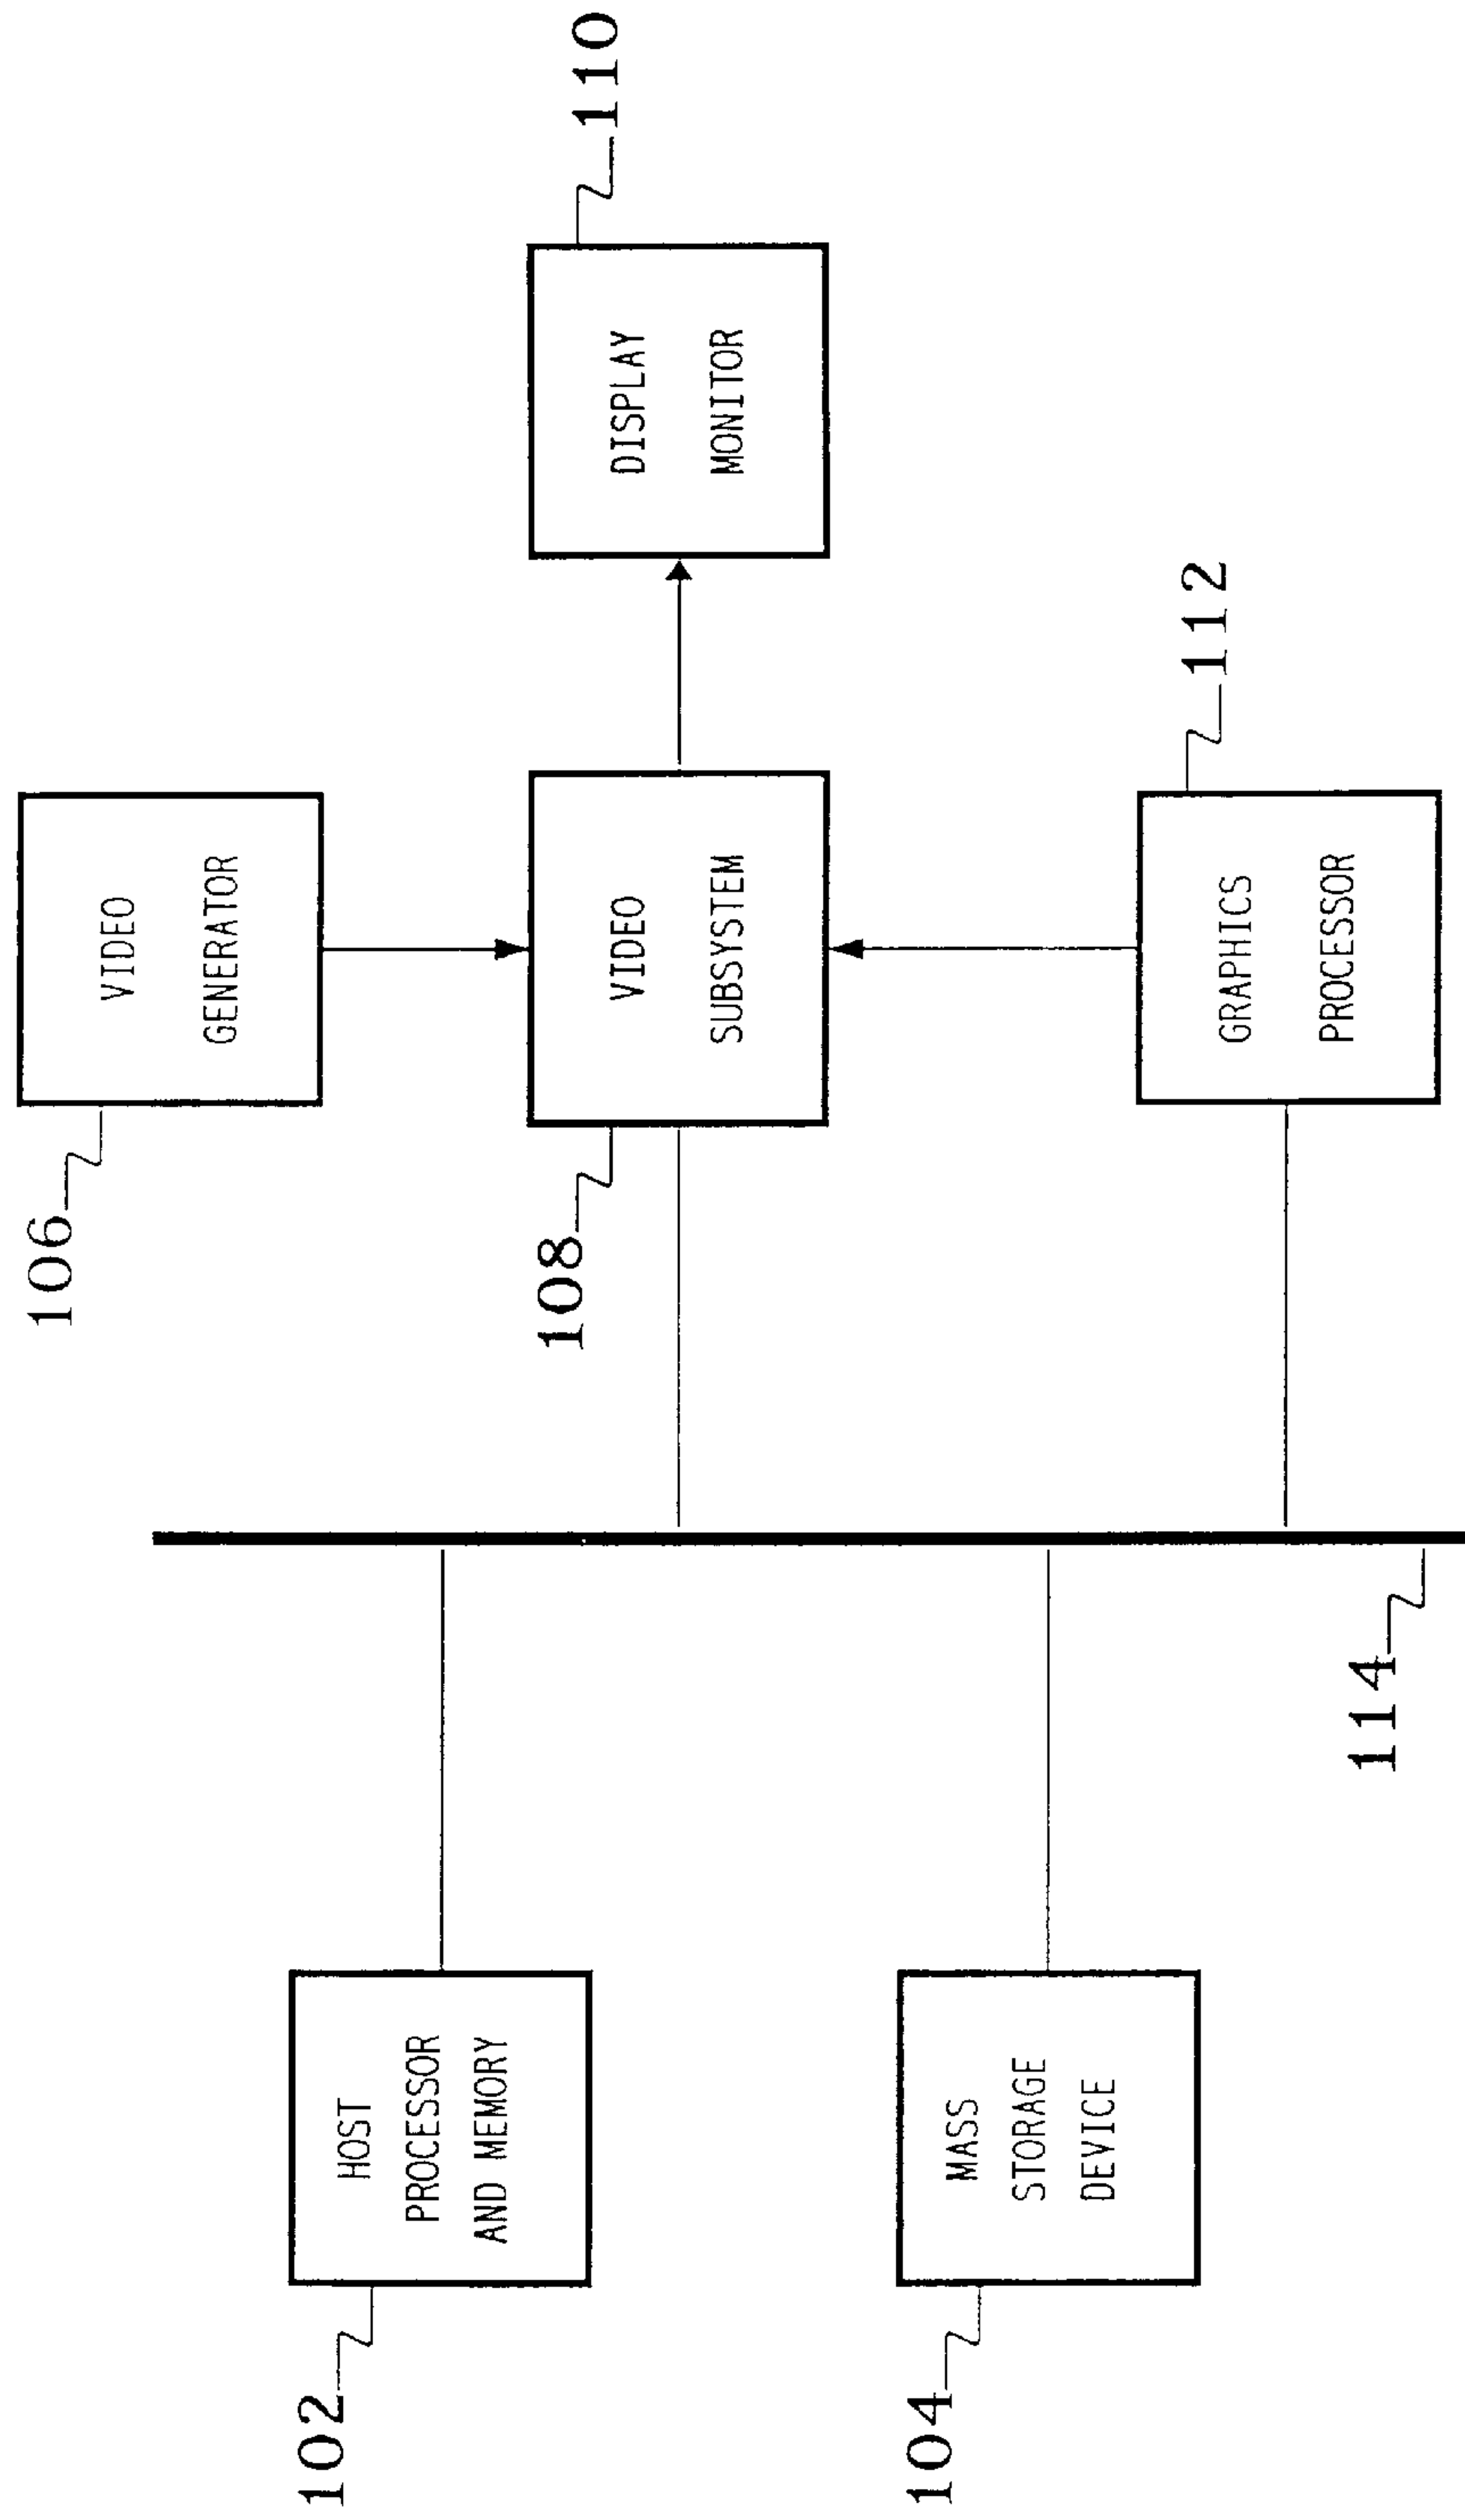 106
VIDEO
GENERATOR
102
HOST
PROCESSOR
AND MEMORY
108
VIDEO
SUBSYSTEM
DISPLAY
MONITOR
110
104
MASS
STORAGE
DEVICE
114
GRAPHICS
PROCESSOR
112